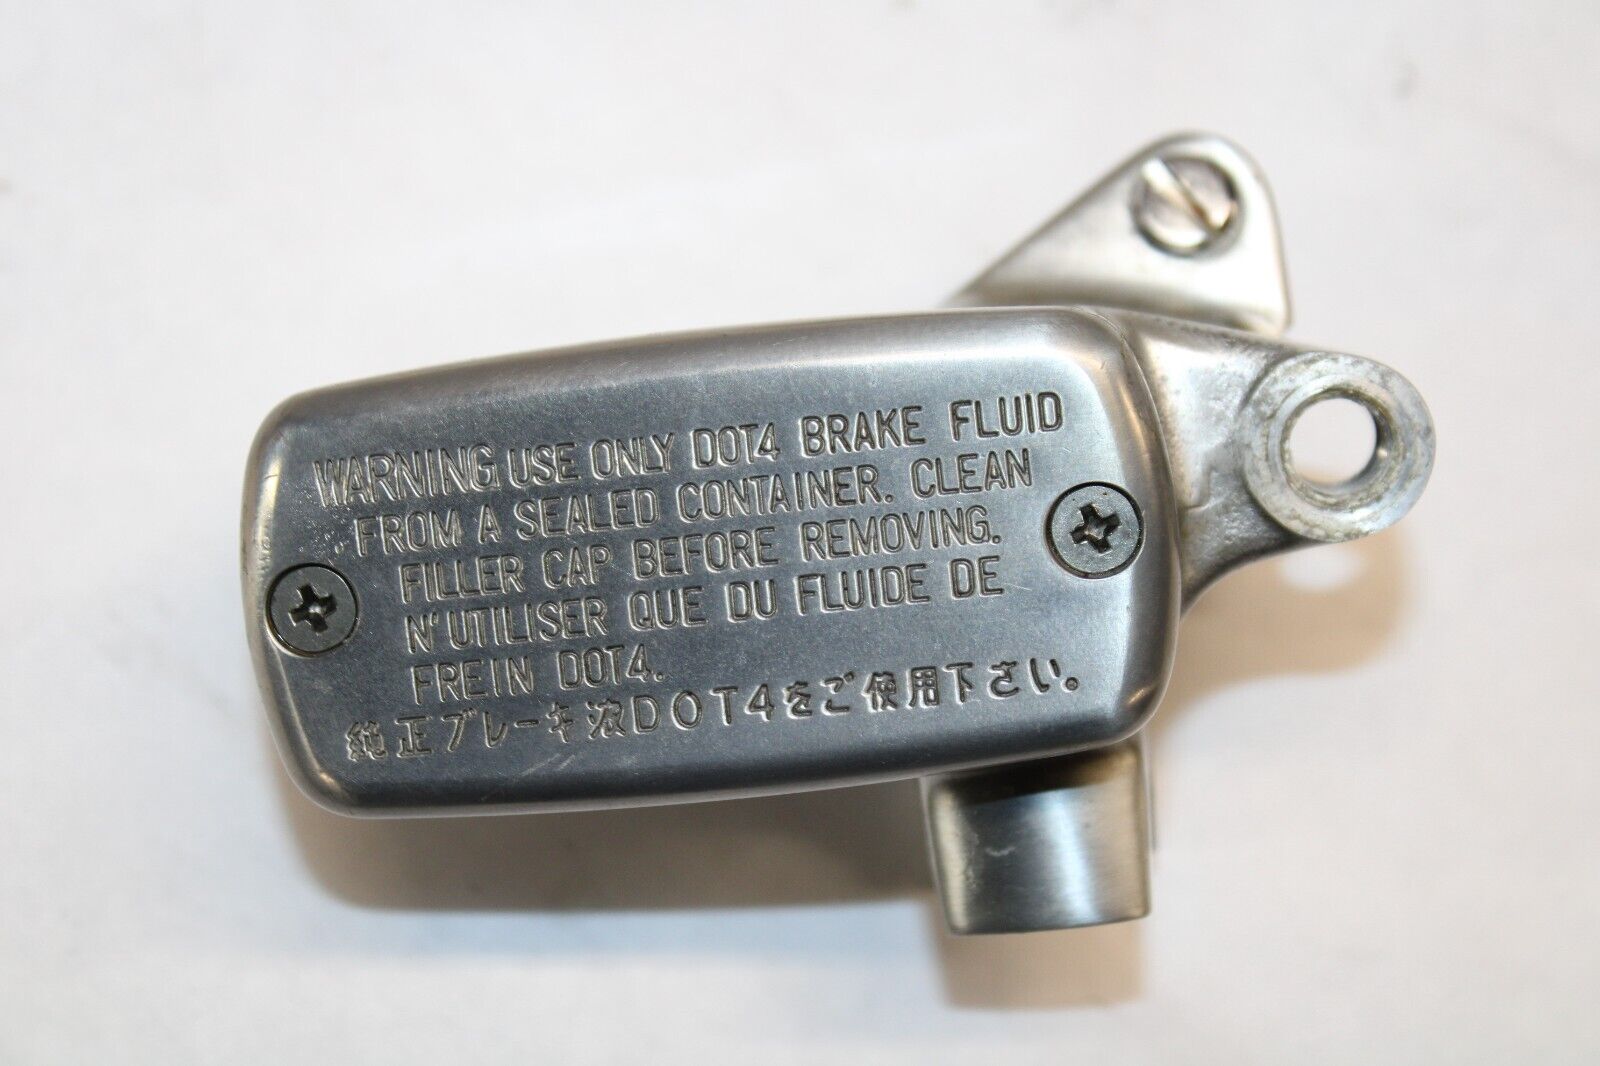 WARNING USE ONLY DOT4 BRAKE FLUID
FROM A SEALED CONTAINER. CLEAN
FILLER CAP BEFORE REMOVING.
N'UTILISER QUE DU FLUIDE DE
FREIN DOT4.
純正ブレーキ液DOT4をご使用下さい。